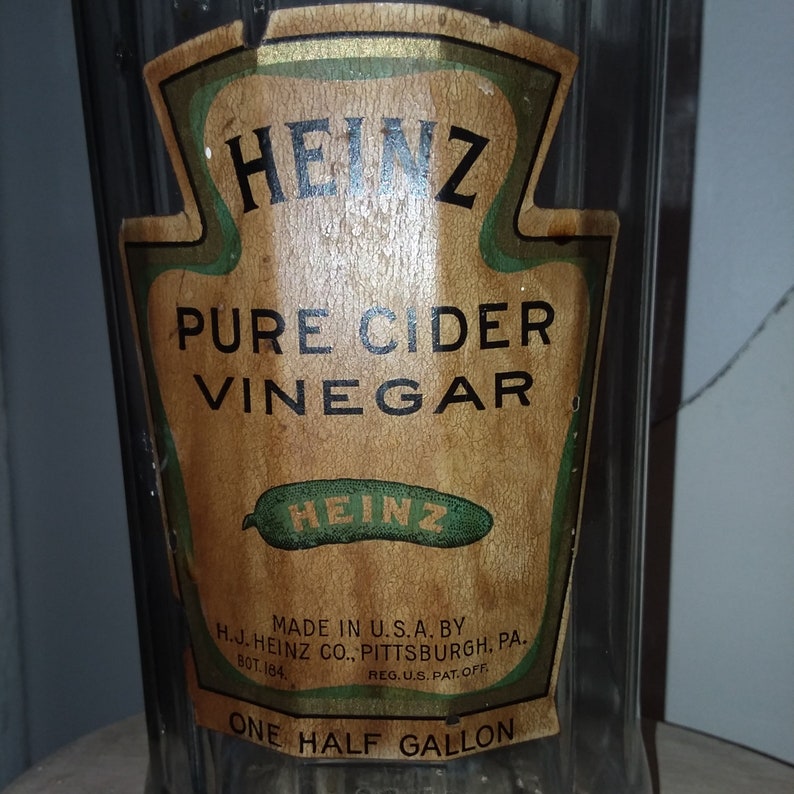 HEINZ
PURE CIDER
VINEGAR
HEINZ
MADE IN U.S.A. BY
H.J. HEINZ CO., PITTSBURGH, PA.
BOT. 184. REG. U.S. PAT. OFF.
ONE HALF GALLON